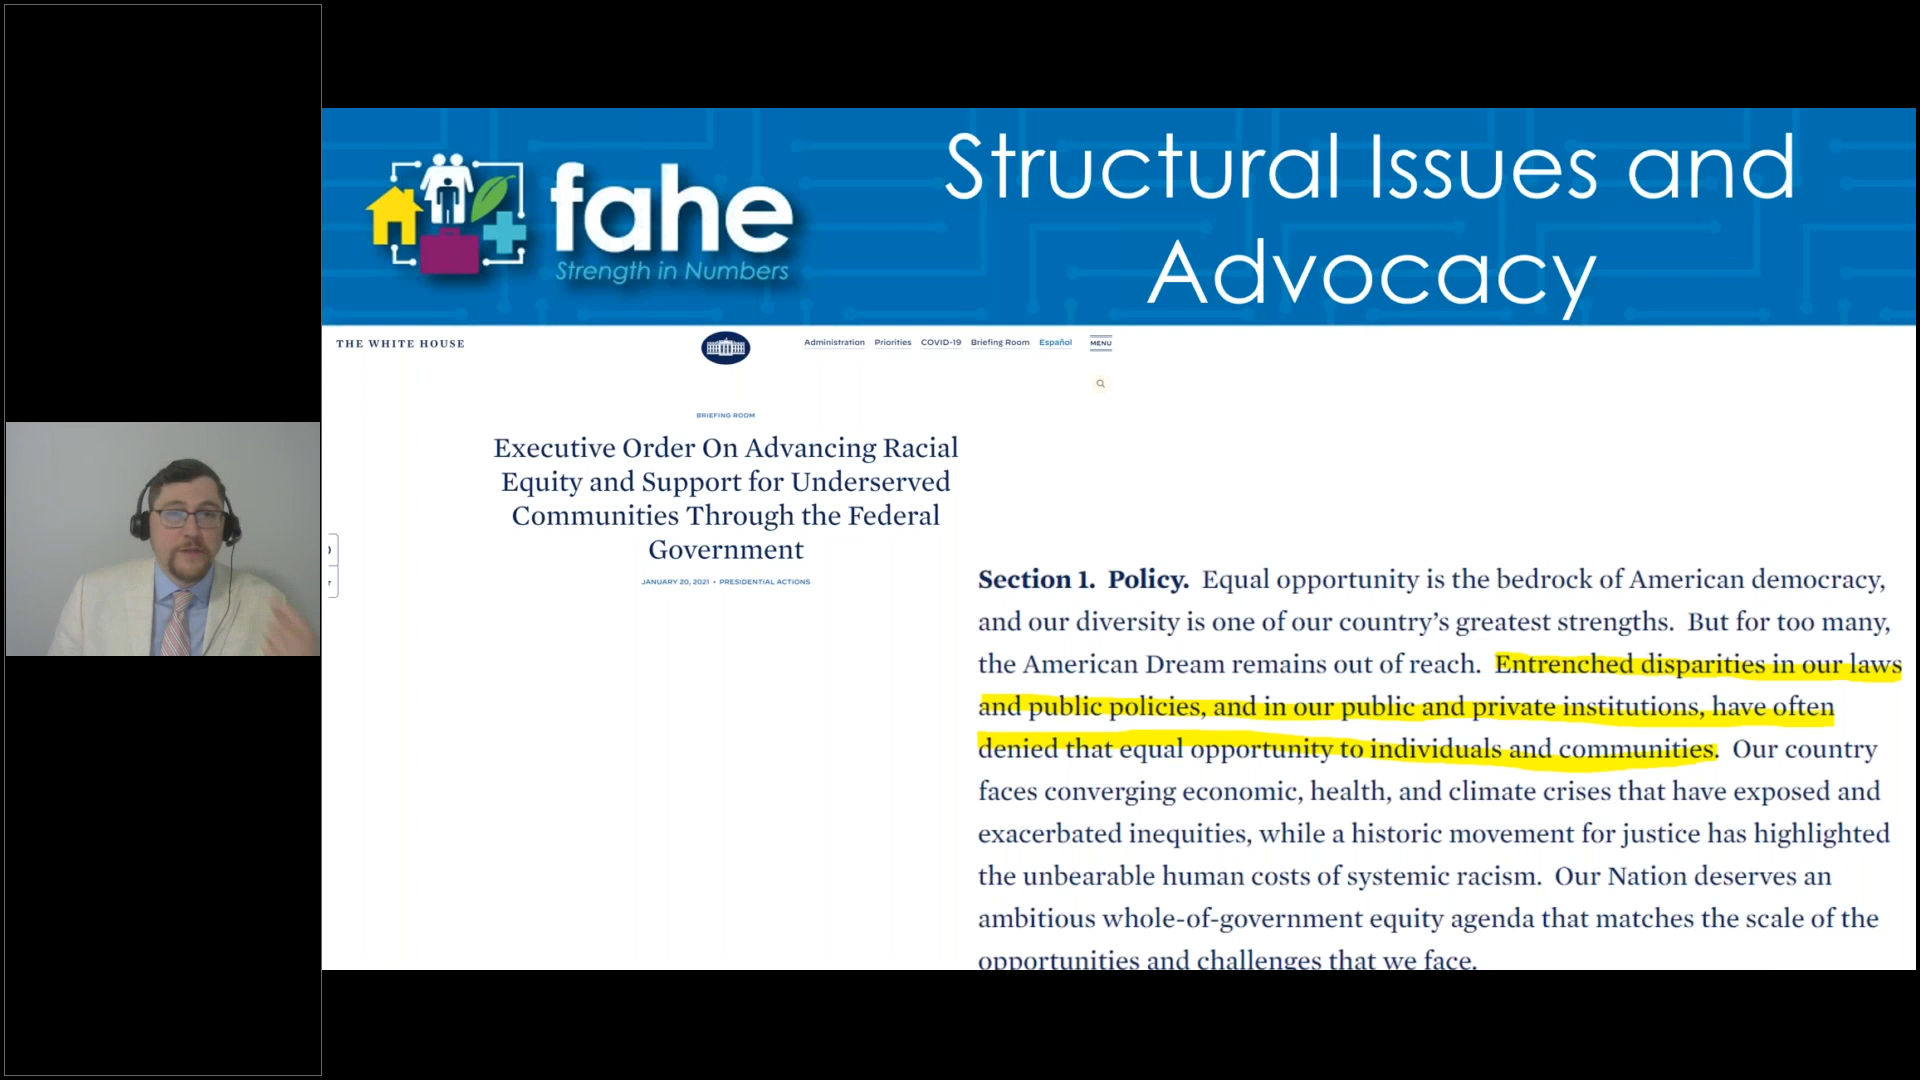 fahe
Strength in Numbers
Structural Issues and
Advocacy
THE WHITE HOUSE
Administration Priorities COVID-19 Briefing Room Español MENU
BRIEFING ROOM
Executive Order On Advancing Racial
Equity and Support for Underserved
Communities Through the Federal
Government
JANUARY 20, 2021 • PRESIDENTIAL ACTIONS
Section 1.  Policy.  Equal opportunity is the bedrock of American democracy,
and our diversity is one of our country’s greatest strengths.  But for too many,
the American Dream remains out of reach.  Entrenched disparities in our laws
and public policies, and in our public and private institutions, have often
denied that equal opportunity to individuals and communities.  Our country
faces converging economic, health, and climate crises that have exposed and
exacerbated inequities, while a historic movement for justice has highlighted
the unbearable human costs of systemic racism.  Our Nation deserves an
ambitious whole-of-government equity agenda that matches the scale of the
opportunities and challenges that we face.